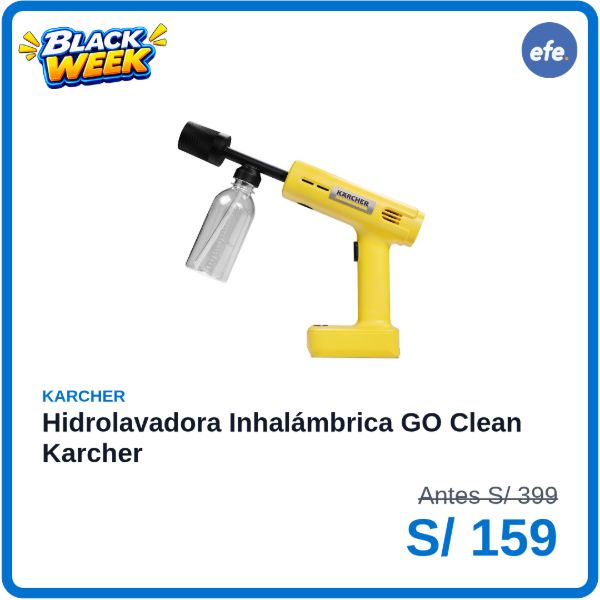 BLACK
WEEK
efe.
KARCHER
KARCHER
Hidrolavadora Inhalámbrica GO Clean
Karcher
Antes S/ 399
S/ 159